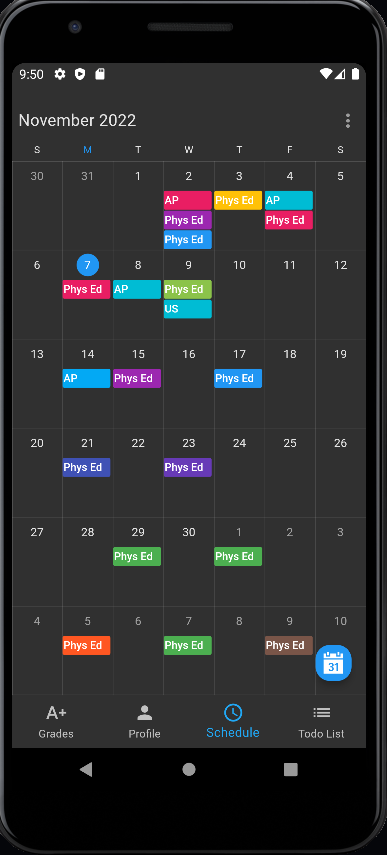 9:50
November 2022
S M T W T F S
30 31 1 2 3 4 5
AP Phys Ed AP
Phys Ed Phys Ed
Phys Ed
6 7 8 9 10 11 12
Phys Ed AP Phys Ed
US
13 14 15 16 17 18 19
AP Phys Ed Phys Ed
20 21 22 23 24 25 26
Phys Ed Phys Ed
27 28 29 30 1 2 3
Phys Ed Phys Ed
4 5 6 7 8 9 10
Phys Ed Phys Ed Phys Ed
31
A+
Grades Profile Schedule Todo List